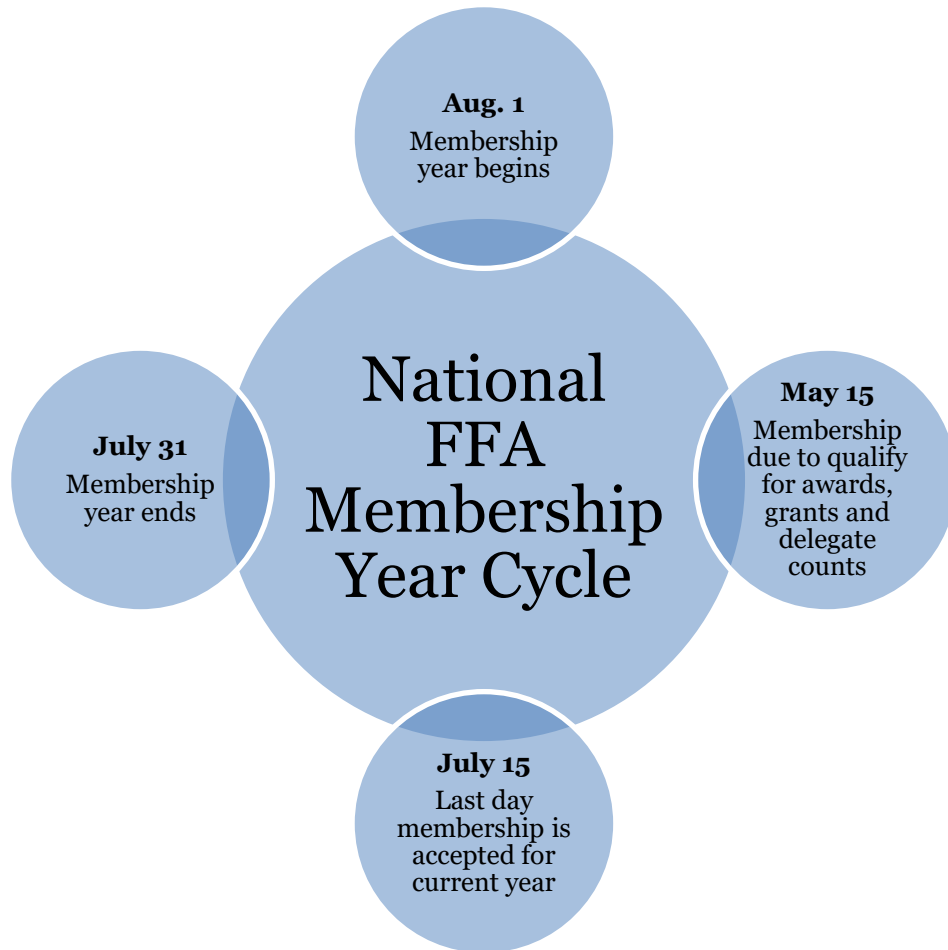 Aug. 1
Membership
year begins
National
FFA
Membership
Year Cycle
May 15
Membership
due to qualify
for awards,
grants and
delegate
counts
July 31
Membership
year ends
July 15
Last day
membership is
accepted for
current year